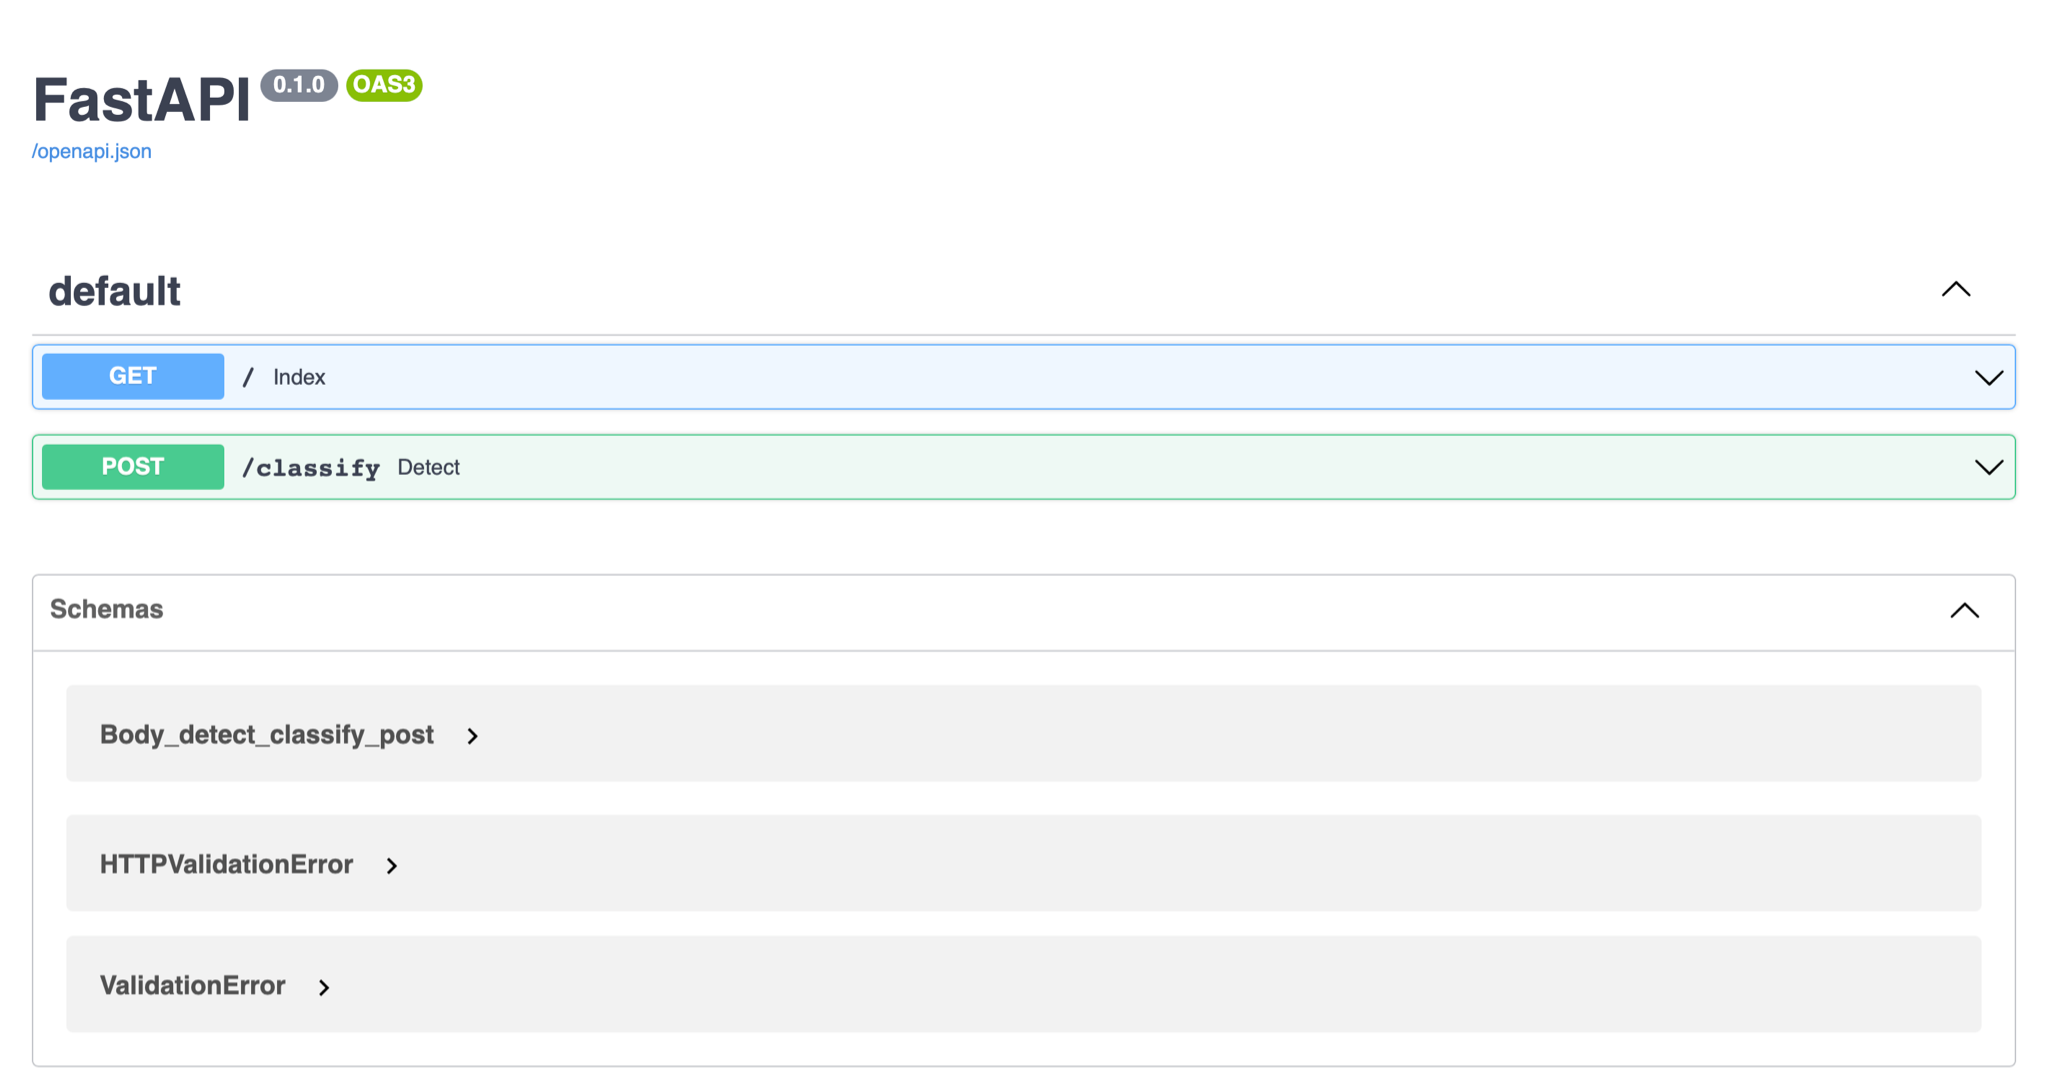 FastAPI 0.1.0 OAS3
/openapi.json
default
GET / Index
POST /classify Detect
Schemas
Body_detect_classify_post
HTTPValidationError
ValidationError